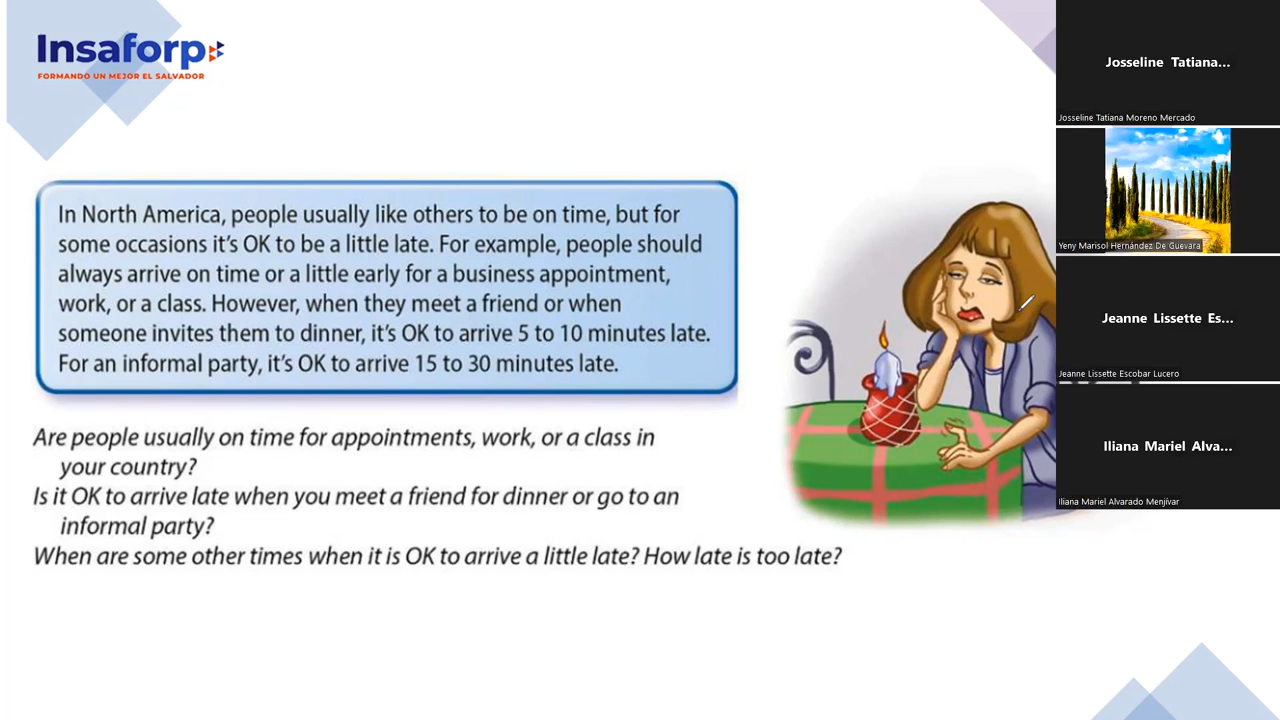 Insaforp
FORMANDO UN MEJOR EL SALVADOR
In North America, people usually like others to be on time, but for
some occasions it's OK to be a little late. For example, people should
always arrive on time or a little early for a business appointment,
work, or a class. However, when they meet a friend or when
someone invites them to dinner, it's OK to arrive 5 to 10 minutes late.
For an informal party, it's OK to arrive 15 to 30 minutes late.
Are people usually on time for appointments, work, or a class in
your country?
Is it OK to arrive late when you meet a friend for dinner or go to an
informal party?
When are some other times when it is OK to arrive a little late? How late is too late?
Josseline Tatiana...
Josseline Tatiana Moreno Mercado
Yeny Marisol Hernández De Guevara
Jeanne Lissette Es...
Jeanne Lissette Escobar Lucero
Iliana Mariel Alva...
Iliana Mariel Alvarado Menjívar